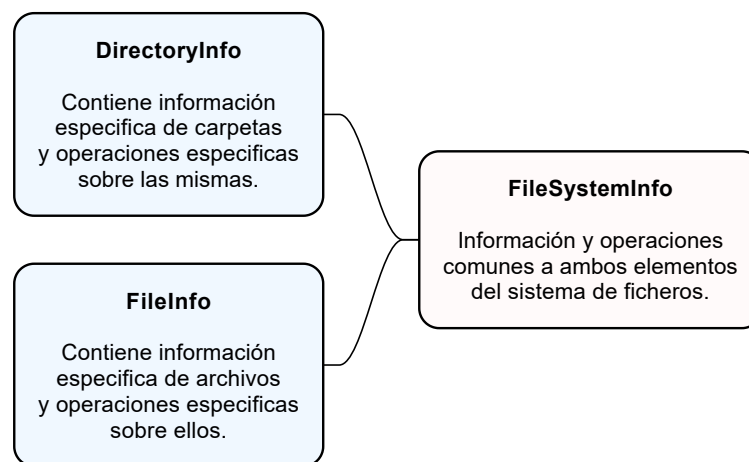 DirectoryInfo
Contiene información
especifica de carpetas
y operaciones especificas
sobre las mismas.
FileInfo
Contiene información
especifica de archivos
y operaciones especificas
sobre ellos.
FileSystemInfo
Información y operaciones
comunes a ambos elementos
del sistema de ficheros.